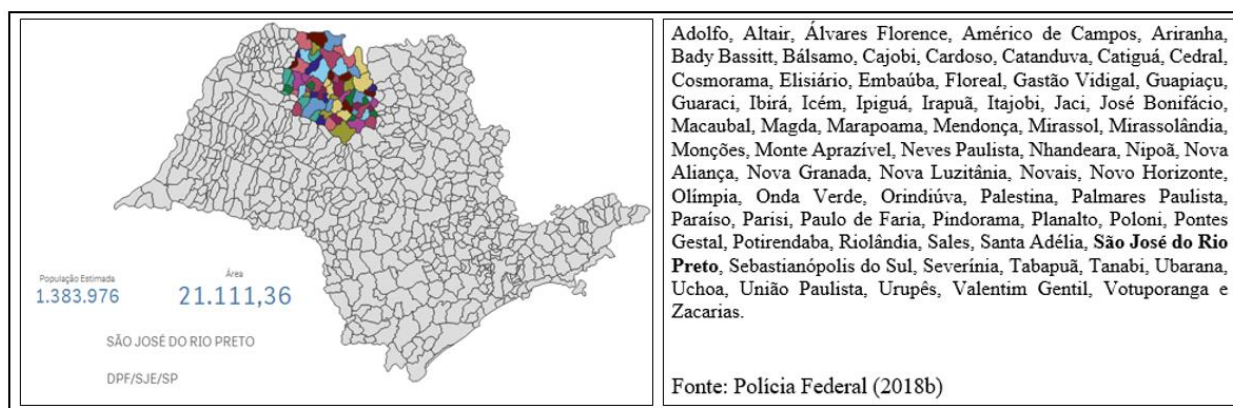 População Estimada
1.383.976
Área
21.111,36
SÃO JOSÉ DO RIO PRETO
DPF/SJE/SP
Adolfo, Altair, Álvares Florence, Américo de Campos, Ariranha,
Bady Bassitt, Bálsamo, Cajobi, Cardoso, Catanduva, Catiguá, Cedral,
Cosmorama, Elisiário, Embaúba, Floreal, Gastão Vidigal, Guapiaçu,
Guaraci, Ibirá, Icém, Ipiguá, Irapuã, Itajobi, Jaci, José Bonifácio,
Macaubal, Magda, Marapoama, Mendonça, Mirassol, Mirassolândia,
Monções, Monte Aprazível, Neves Paulista, Nhandeara, Nipoã, Nova
Aliança, Nova Granada, Nova Luzitânia, Novais, Novo Horizonte,
Olímpia, Onda Verde, Orindiúva, Palestina, Palmares Paulista,
Paraíso, Parisi, Paulo de Faria, Pindorama, Planalto, Poloni, Pontes
Gestal, Potirendaba, Riolândia, Sales, Santa Adélia, São José do Rio
Preto, Sebastianópolis do Sul, Severínia, Tabapuã, Tanabi, Ubarana,
Uchoa, União Paulista, Urupês, Valentim Gentil, Votuporanga e
Zacarias.
Fonte: Polícia Federal (2018b)